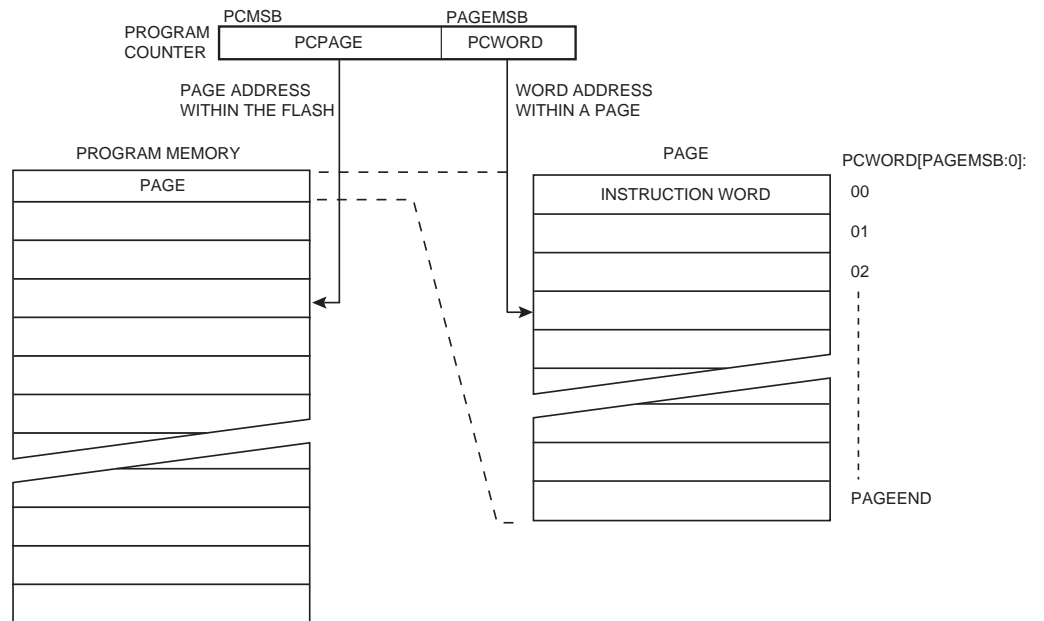 PCMSB
PAGEMSB
PROGRAM
COUNTER
PCPAGE
PCWORD
PAGE ADDRESS
WITHIN THE FLASH
WORD ADDRESS
WITHIN A PAGE
PROGRAM MEMORY
PAGE
PAGE
INSTRUCTION WORD
PCWORD[PAGEMSB:0]:
00
01
02
PAGEEND